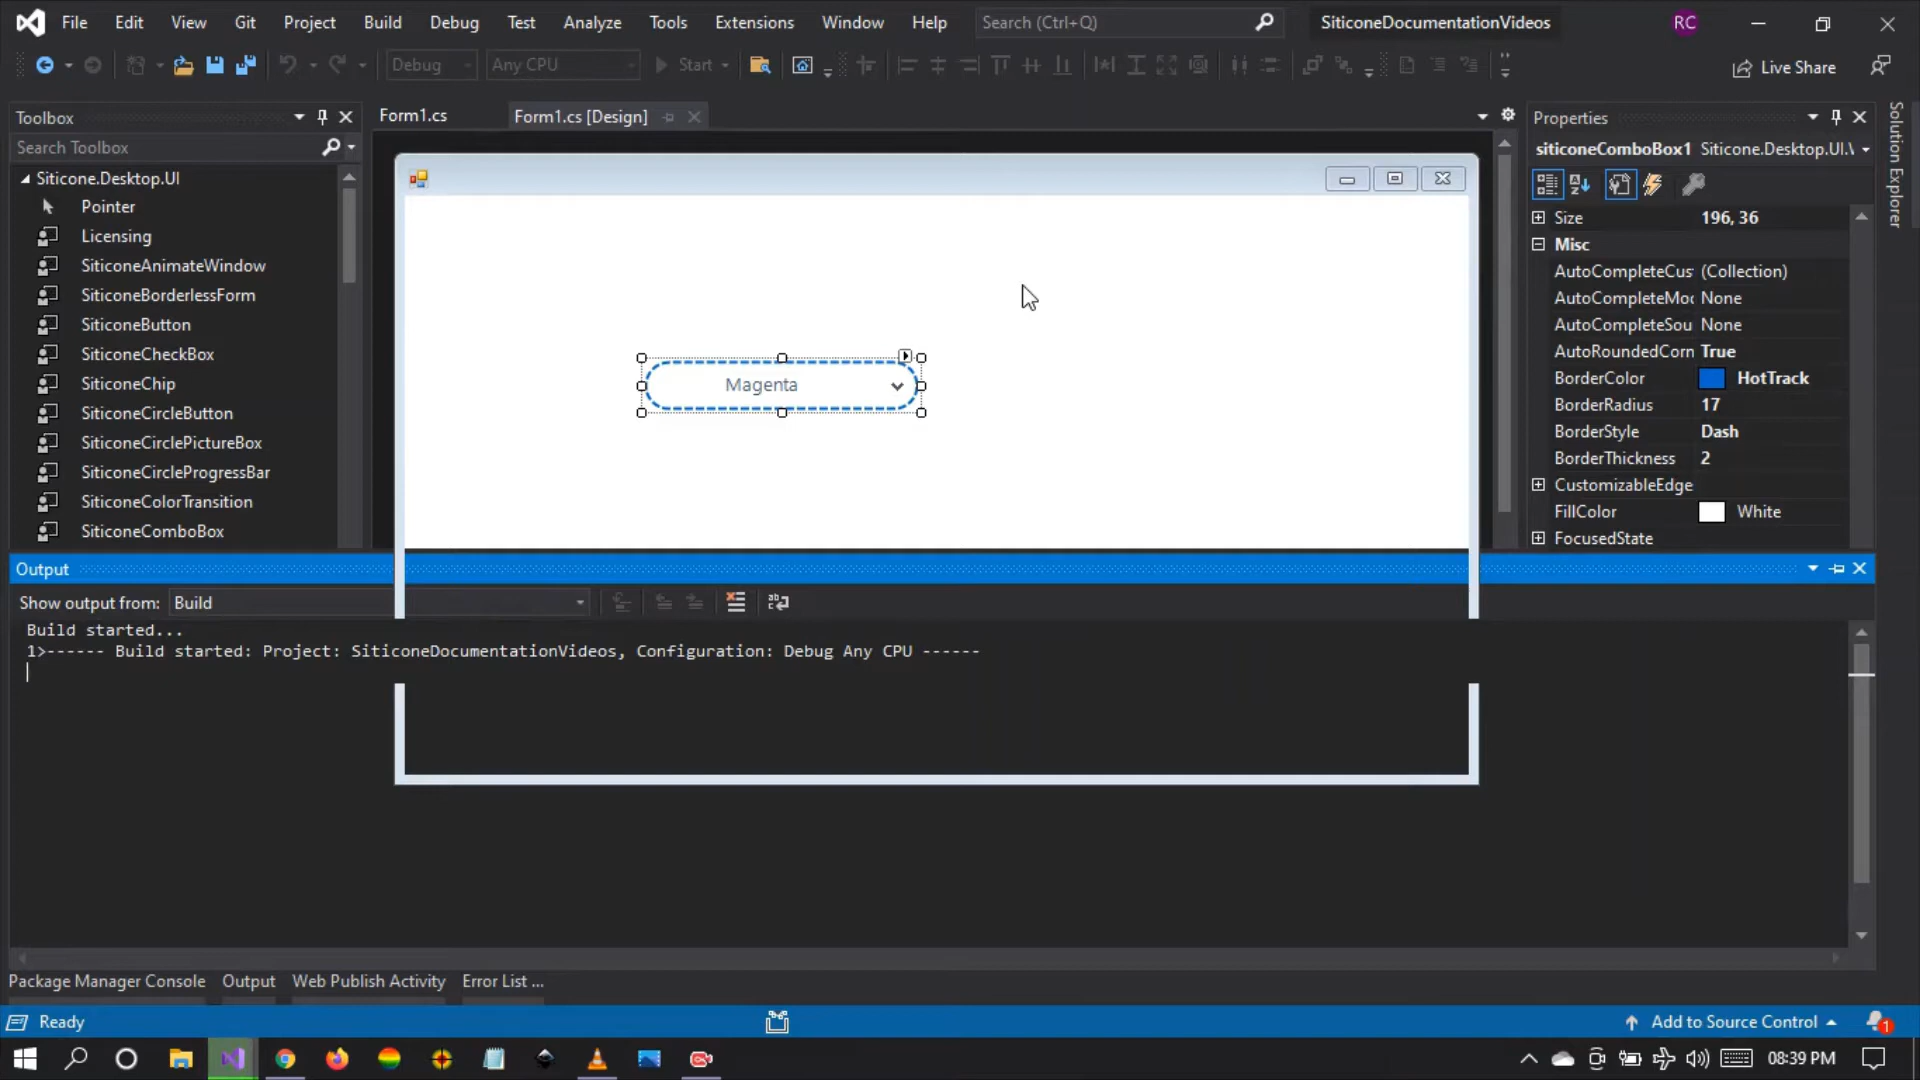 File Edit View Git Project Build Debug Test Analyze Tools Extensions Window Help Search (Ctrl+Q) SiticoneDocumentationVideos RC
Debug Any CPU Start Live Share
Toolbox
Search Toolbox
Siticone.Desktop.UI
Pointer
Licensing
SiticoneAnimateWindow
SiticoneBorderlessForm
SiticoneButton
SiticoneCheckBox
SiticoneChip
SiticoneCircleButton
SiticoneCirclePictureBox
SiticoneCircleProgressBar
SiticoneColorTransition
SiticoneComboBox
Form1.cs Form1.cs [Design]
Magenta
Properties
siticoneComboBox1 Siticone.Desktop.UI.\
Size 196, 36
Misc
AutoCompleteCus (Collection)
AutoCompleteMoc None
AutoCompleteSou None
AutoRoundedCorn True
BorderColor HotTrack
BorderRadius 17
BorderStyle Dash
BorderThickness 2
CustomizableEdge
FillColor White
FocusedState
Solution Explorer
Output
Show output from: Build
Build started...
1>------ Build started: Project: SiticoneDocumentationVideos, Configuration: Debug Any CPU ------
Package Manager Console Output Web Publish Activity Error List ...
Ready Add to Source Control 1
08:39 PM